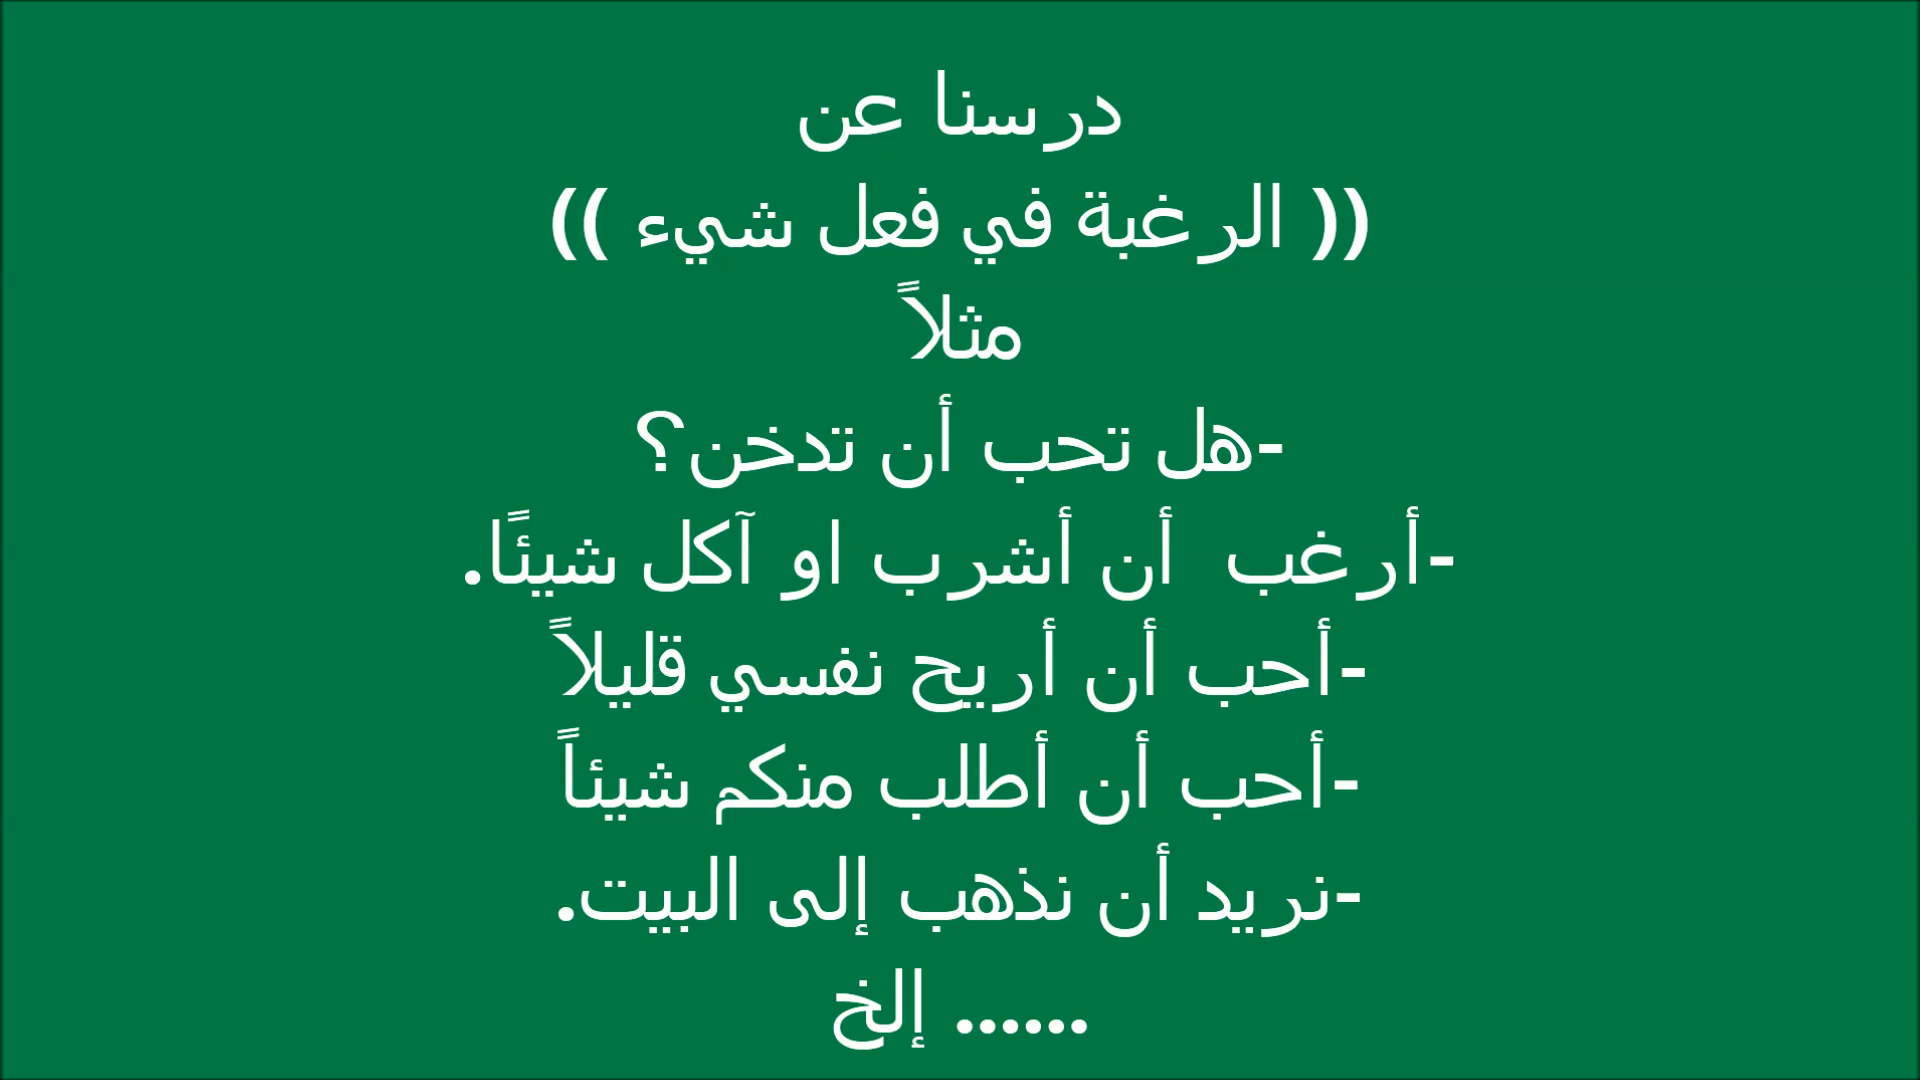 درسنا عن
(( الرغبة في فعل شيء ))
مثلاً
-هل تحب أن تدخن؟
-أرغب  أن أشرب او آكل شيئًا.
-أحب أن أريح نفسي قليلاً
-أحب أن أطلب منكم شيئاً
-نريد أن نذهب إلى البيت.
...... إلخ